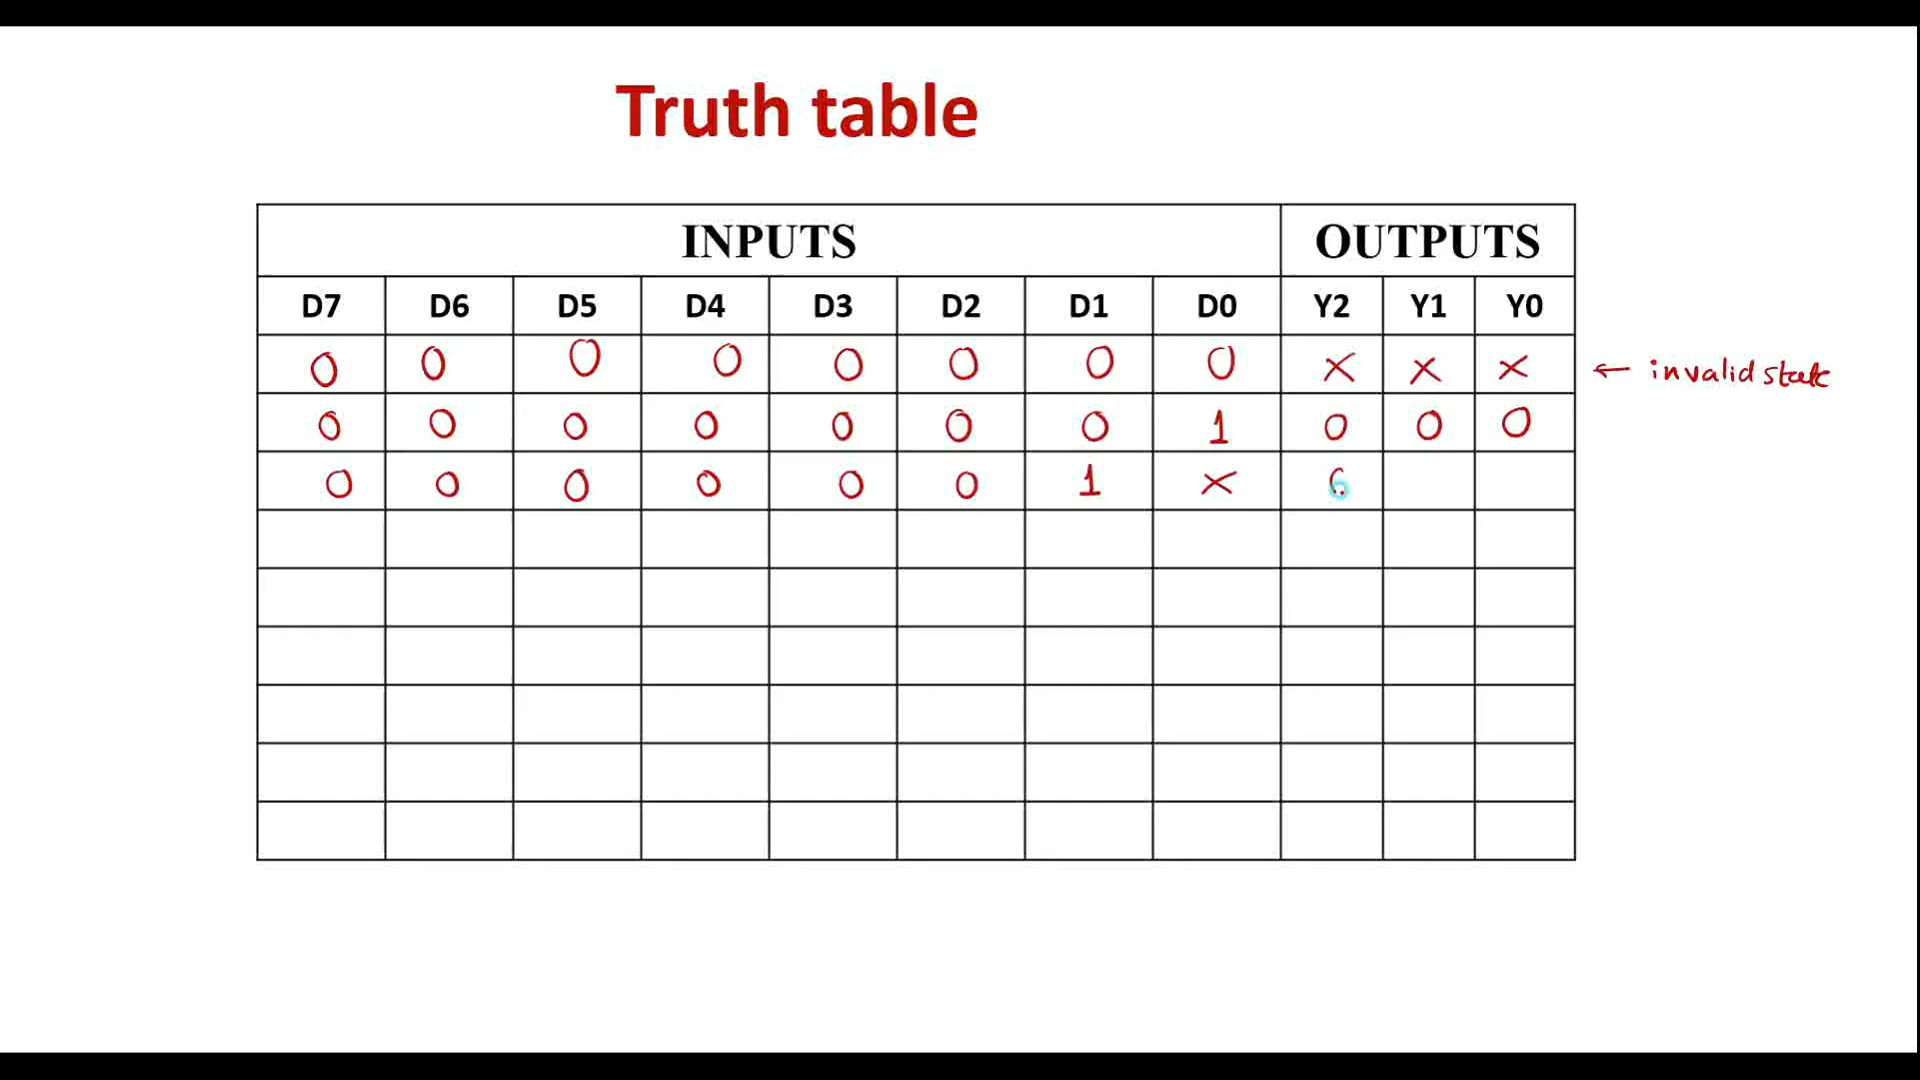 Truth table
INPUTS OUTPUTS
D7 D6 D5 D4 D3 D2 D1 D0 Y2 Y1 Y0
0 0 0 0 0 0 0 0 × × × ← invalid state
0 0 0 0 0 0 0 1 0 0 0
0 0 0 0 0 0 1 ×